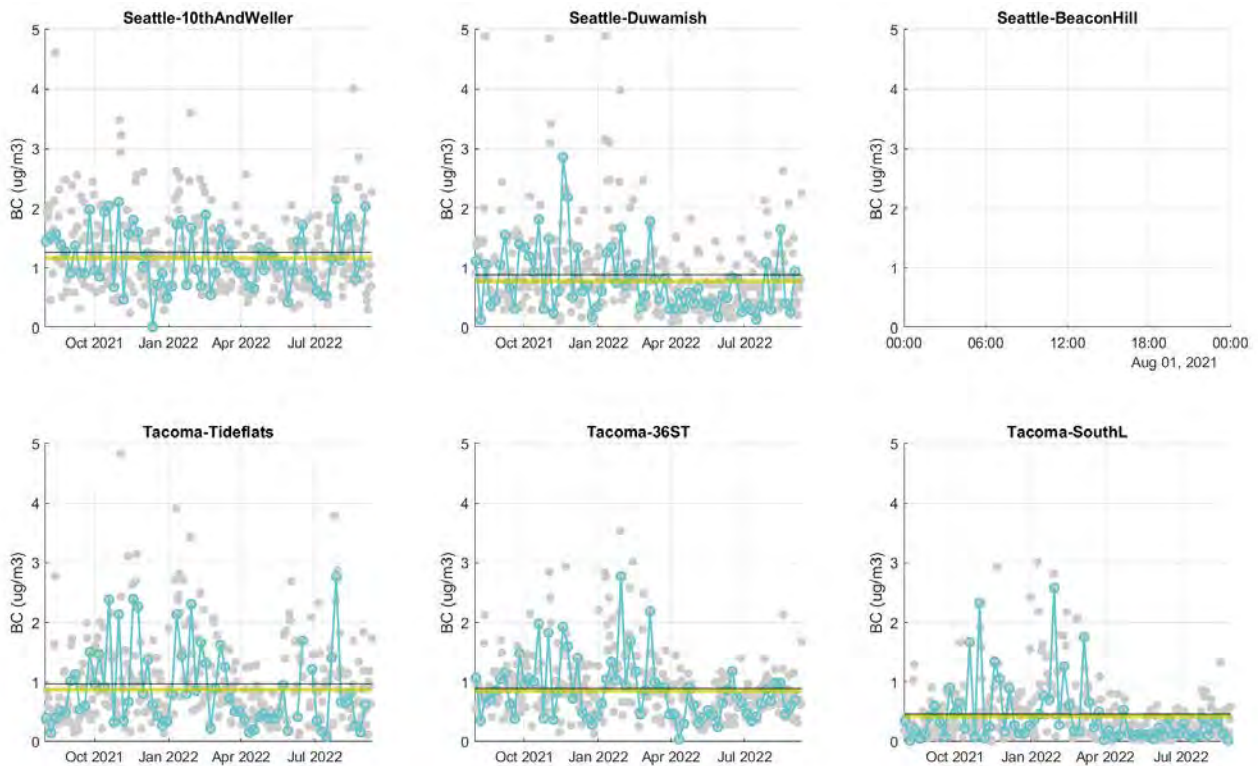 Seattle-10thAndWeller
5
4
3
2
1
0
BC (ug/m3)
Oct 2021 Jan 2022 Apr 2022 Jul 2022
Seattle-Duwamish
5
4
3
2
1
0
BC (ug/m3)
Oct 2021 Jan 2022 Apr 2022 Jul 2022
Seattle-BeaconHill
5
4
3
2
1
0
BC (ug/m3)
00:00 06:00 12:00 18:00 00:00
Aug 01, 2021
Tacoma-Tideflats
5
4
3
2
1
0
BC (ug/m3)
Oct 2021 Jan 2022 Apr 2022 Jul 2022
Tacoma-36ST
5
4
3
2
1
0
BC (ug/m3)
Oct 2021 Jan 2022 Apr 2022 Jul 2022
Tacoma-SouthL
5
4
3
2
1
0
BC (ug/m3)
Oct 2021 Jan 2022 Apr 2022 Jul 2022